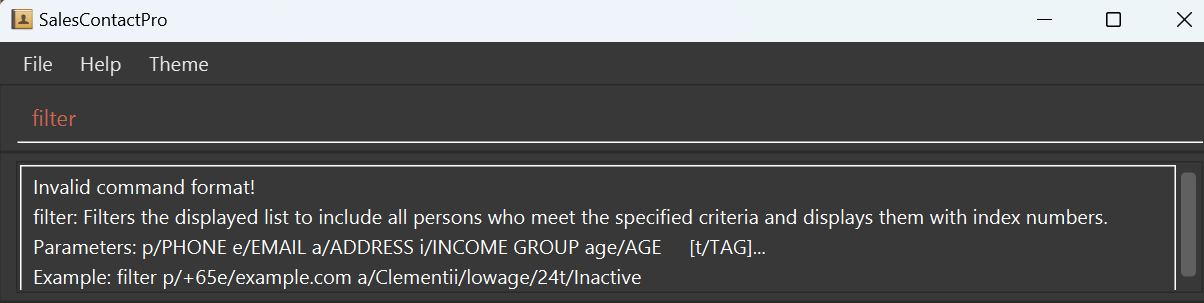 SalesContactPro
File Help Theme
filter
Invalid command format!
filter: Filters the displayed list to include all persons who meet the specified criteria and displays them with index numbers.
Parameters: p/PHONE e/EMAIL a/ADDRESS i/INCOME GROUP age/AGE [t/TAG]...
Example: filter p/+65e/example.com a/Clementii/lowage/24t/Inactive